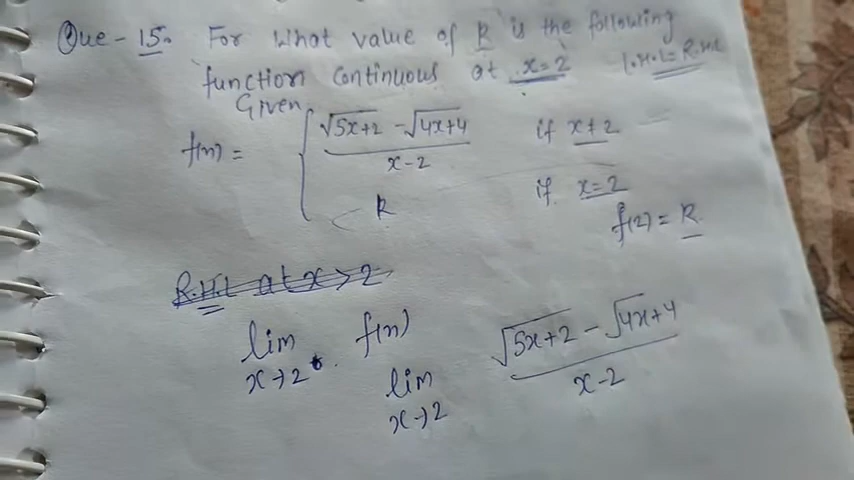 Que - 15. For what value of k is the following
function continuous at x=2 L.H.L = R.H.L
Given
f(x) = { (√5x+2 - √4x+4)/(x-2) if x≠2
k if x=2
f(2) = k.
R.H.L at x>2
lim x→2 f(x)
lim x→2 (√5x+2 - √4x+4)/(x-2)